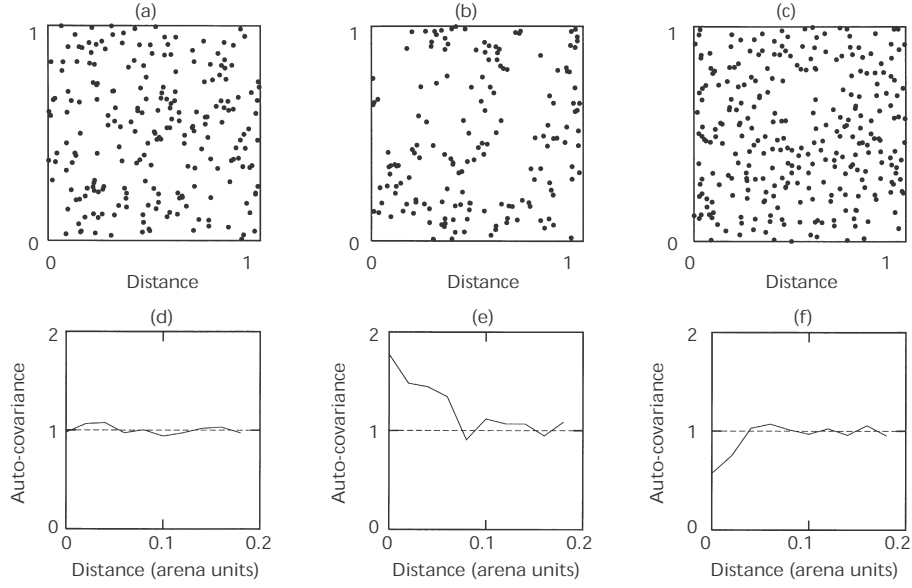 (a)
(b)
(c)
1
1
1
0
0
0
0
1
0
1
0
1
Distance
Distance
Distance
(d)
(e)
(f)
2
2
2
Auto-covariance
Auto-covariance
Auto-covariance
1
1
1
0
0
0
0
0.1
0.2
0
0.1
0.2
0
0.1
0.2
Distance (arena units)
Distance (arena units)
Distance (arena units)